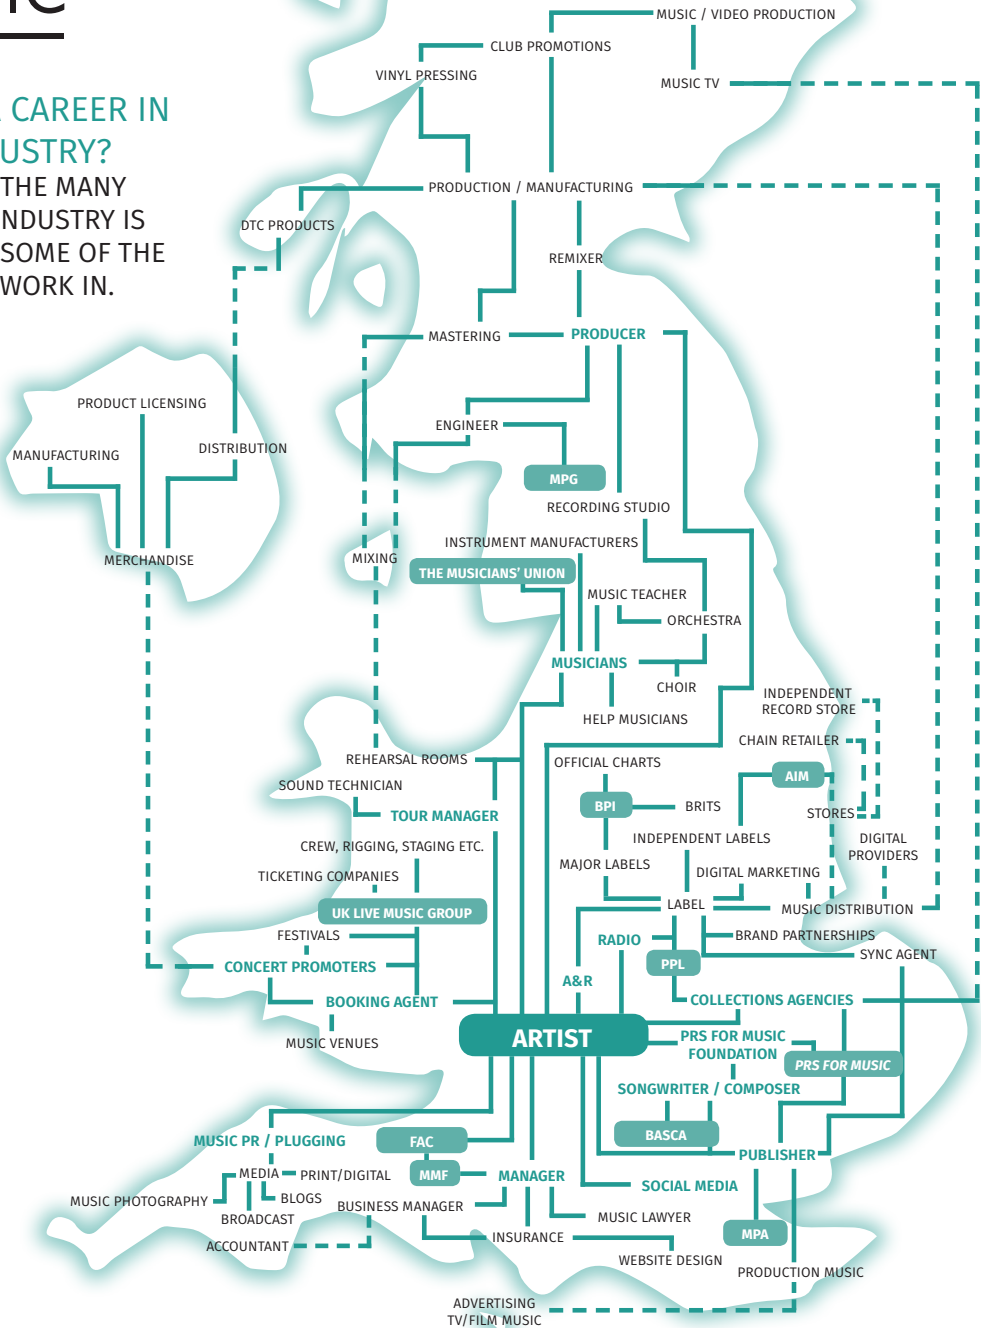 CAREER IN
USTRY?
THE MANY
NDUSTRY IS
SOME OF THE
WORK IN.
MUSIC / VIDEO PRODUCTION
CLUB PROMOTIONS
VINYL PRESSING
MUSIC TV
PRODUCTION / MANUFACTURING
DTC PRODUCTS
REMIXER
MASTERING
PRODUCER
PRODUCT LICENSING
ENGINEER
MANUFACTURING
DISTRIBUTION
MPG
RECORDING STUDIO
INSTRUMENT MANUFACTURERS
MERCHANDISE
MIXING
THE MUSICIANS' UNION
MUSIC TEACHER
ORCHESTRA
MUSICIANS
CHOIR
HELP MUSICIANS
INDEPENDENT
RECORD STORE
CHAIN RETAILER
REHEARSAL ROOMS
OFFICIAL CHARTS
AIM
SOUND TECHNICIAN
TOUR MANAGER
BPI
BRITS
STORES
CREW, RIGGING, STAGING ETC.
INDEPENDENT LABELS
DIGITAL
PROVIDERS
TICKETING COMPANIES
MAJOR LABELS
DIGITAL MARKETING
UK LIVE MUSIC GROUP
LABEL
MUSIC DISTRIBUTION
FESTIVALS
RADIO
BRAND PARTNERSHIPS
CONCERT PROMOTERS
PPL
SYNC AGENT
A&R
BOOKING AGENT
COLLECTIONS AGENCIES
MUSIC VENUES
ARTIST
PRS FOR MUSIC
FOUNDATION
PRS FOR MUSIC
SONGWRITER / COMPOSER
MUSIC PR / PLUGGING
FAC
BASCA
PUBLISHER
MEDIA
PRINT/DIGITAL
MMF
MANAGER
SOCIAL MEDIA
MUSIC PHOTOGRAPHY
BLOGS
BUSINESS MANAGER
BROADCAST
MUSIC LAWYER
ACCOUNTANT
INSURANCE
MPA
WEBSITE DESIGN
PRODUCTION MUSIC
ADVERTISING
TV/FILM MUSIC